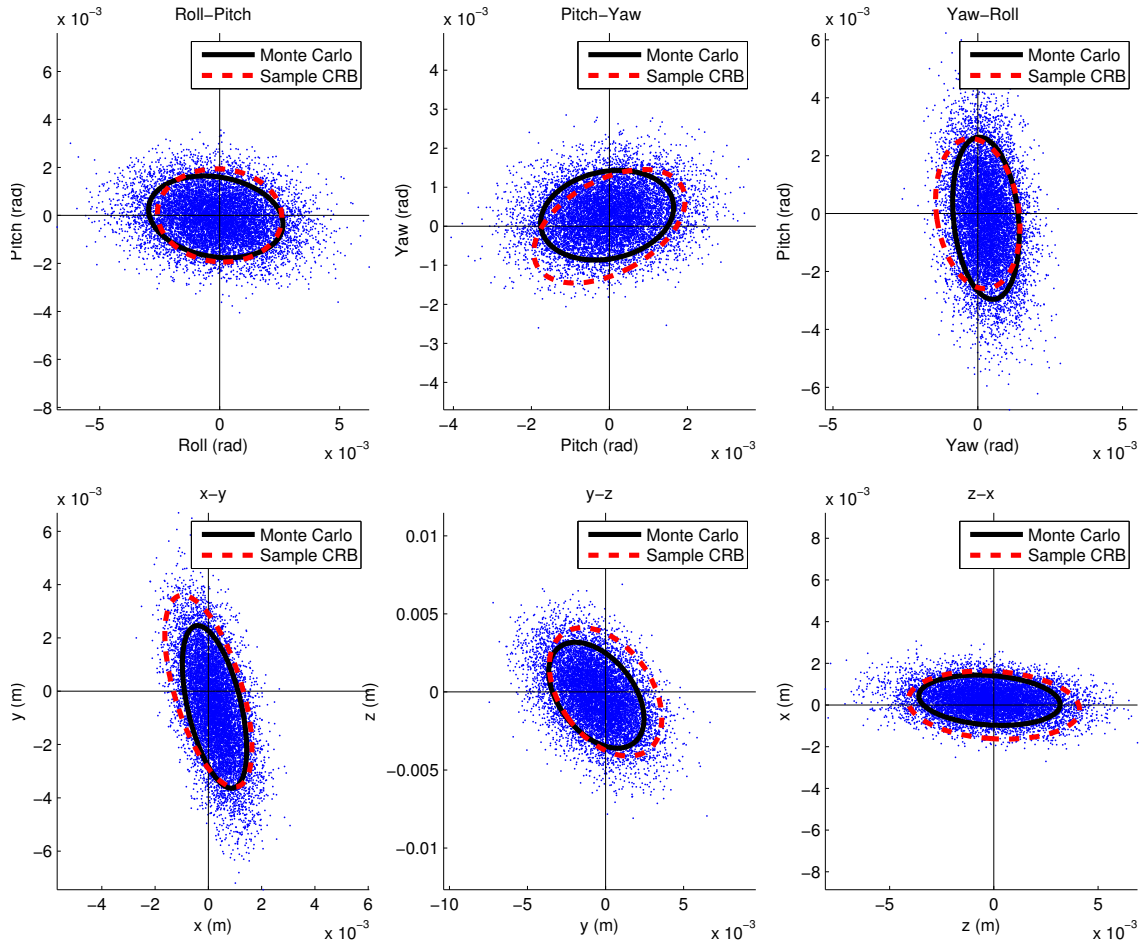 x 10⁻³ Roll−Pitch
Monte Carlo
Sample CRB
6
4
2
0
−2
−4
−6
−8
Pitch (rad)
−5 0 5
Roll (rad) x 10⁻³
x 10⁻³ Pitch−Yaw
Monte Carlo
Sample CRB
4
3
2
1
0
−1
−2
−3
−4
Yaw (rad)
−4 −2 0 2
Pitch (rad) x 10⁻³
x 10⁻³ Yaw−Roll
Monte Carlo
Sample CRB
6
4
2
0
−2
−4
−6
Pitch (rad)
−5 0 5
Yaw (rad) x 10⁻³
x 10⁻³ x−y
Monte Carlo
Sample CRB
6
4
2
0
−2
−4
−6
y (m)
−4 −2 0 2 4 6
x (m) x 10⁻³
y−z
Monte Carlo
Sample CRB
0.01
0.005
0
−0.005
−0.01
z (m)
−10 −5 0 5
y (m) x 10⁻³
x 10⁻³ z−x
Monte Carlo
Sample CRB
8
6
4
2
0
−2
−4
−6
−8
x (m)
−5 0 5
z (m) x 10⁻³